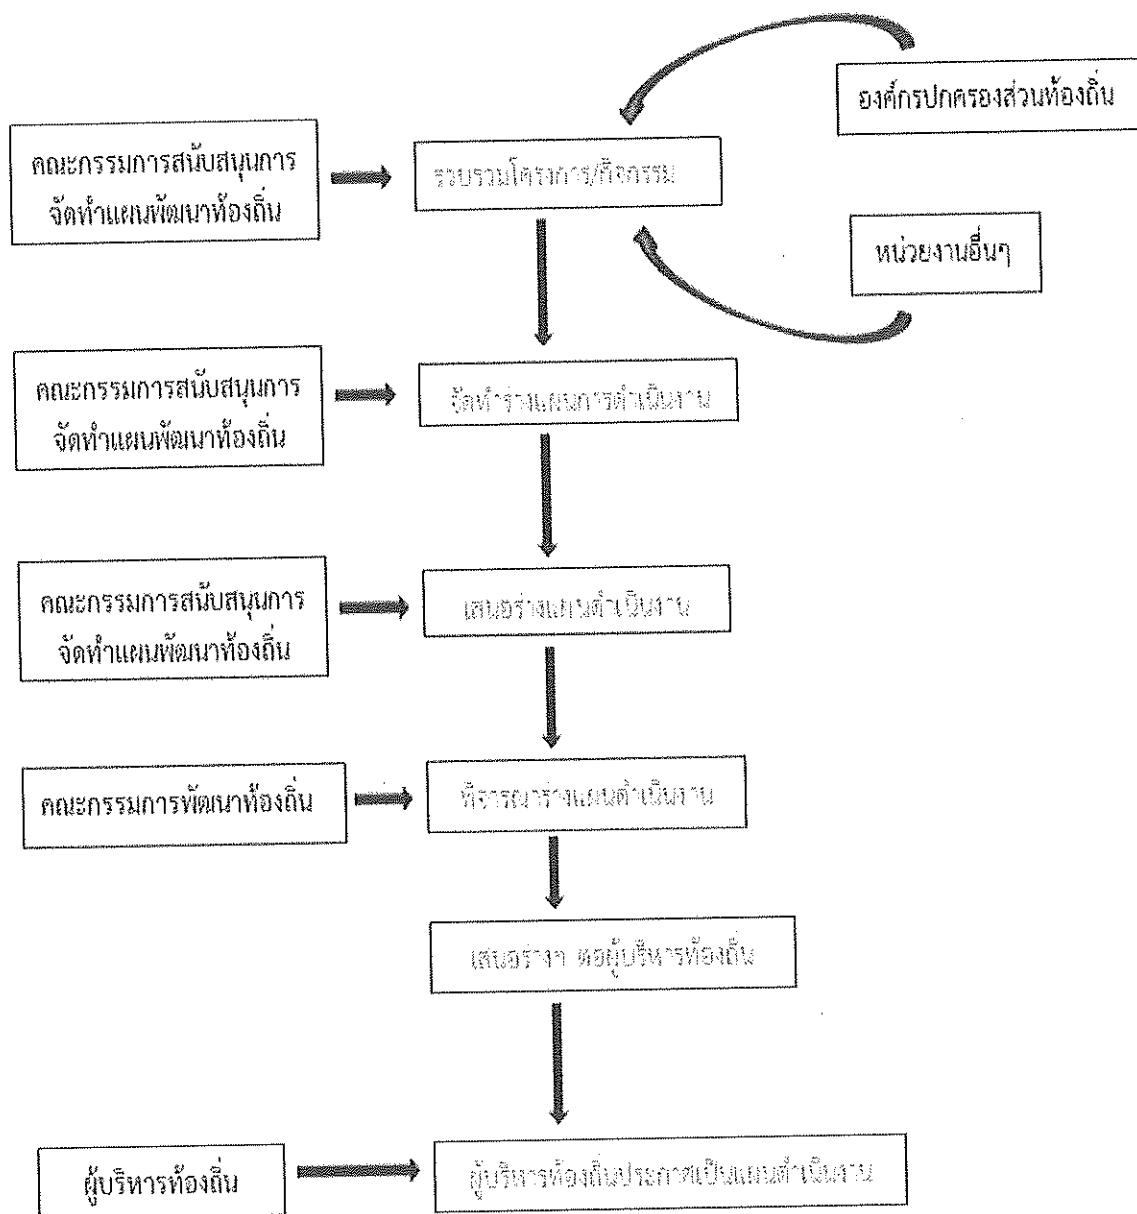 องค์กรปกครองส่วนท้องถิ่น
คณะกรรมการสนับสนุนการ
จัดทำแผนพัฒนาท้องถิ่น
รวบรวมโครงการ/กิจกรรม
หน่วยงานอื่นๆ
คณะกรรมการสนับสนุนการ
จัดทำแผนพัฒนาท้องถิ่น
จัดทำร่างแผนการดำเนินงาน
คณะกรรมการสนับสนุนการ
จัดทำแผนพัฒนาท้องถิ่น
เสนอร่างแผนดำเนินงาน
คณะกรรมการพัฒนาท้องถิ่น
พิจารณาร่างแผนดำเนินงาน
เสนอร่างฯ ต่อผู้บริหารท้องถิ่น
ผู้บริหารท้องถิ่น
ผู้บริหารท้องถิ่นประกาศเป็นแผนดำเนินงาน